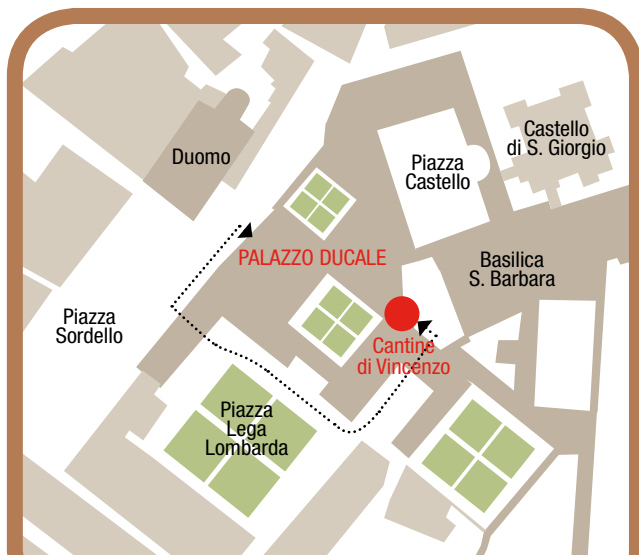 Castello
di S. Giorgio
Duomo
Piazza
Castello
PALAZZO DUCALE
Basilica
S. Barbara
Piazza
Sordello
Cantine
di Vincenzo
Piazza
Lega
Lombarda